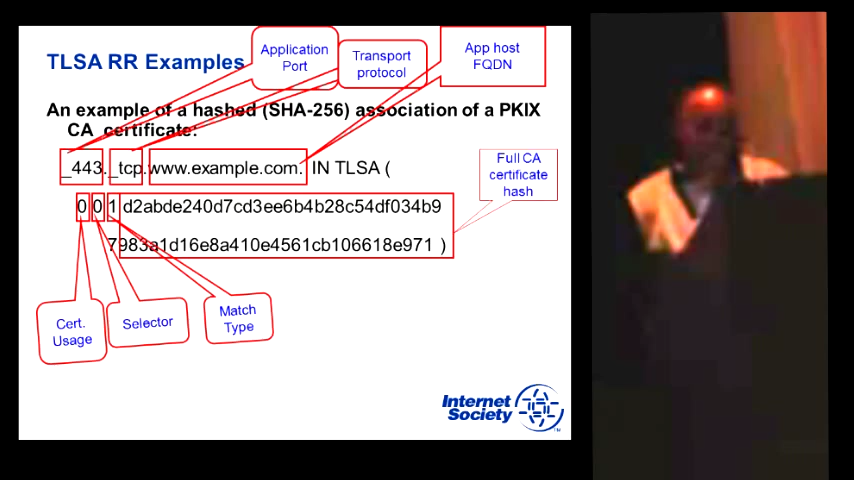 TLSA RR Examples
Application
Port
Transport
protocol
App host
FQDN
An example of a hashed (SHA-256) association of a PKIX
CA certificate:
_443._tcp.www.example.com. IN TLSA (
0 0 1 d2abde240d7cd3ee6b4b28c54df034b9
7983a1d16e8a410e4561cb106618e971 )
Full CA
certificate
hash
Cert.
Usage
Selector
Match
Type
Internet
Society
TM